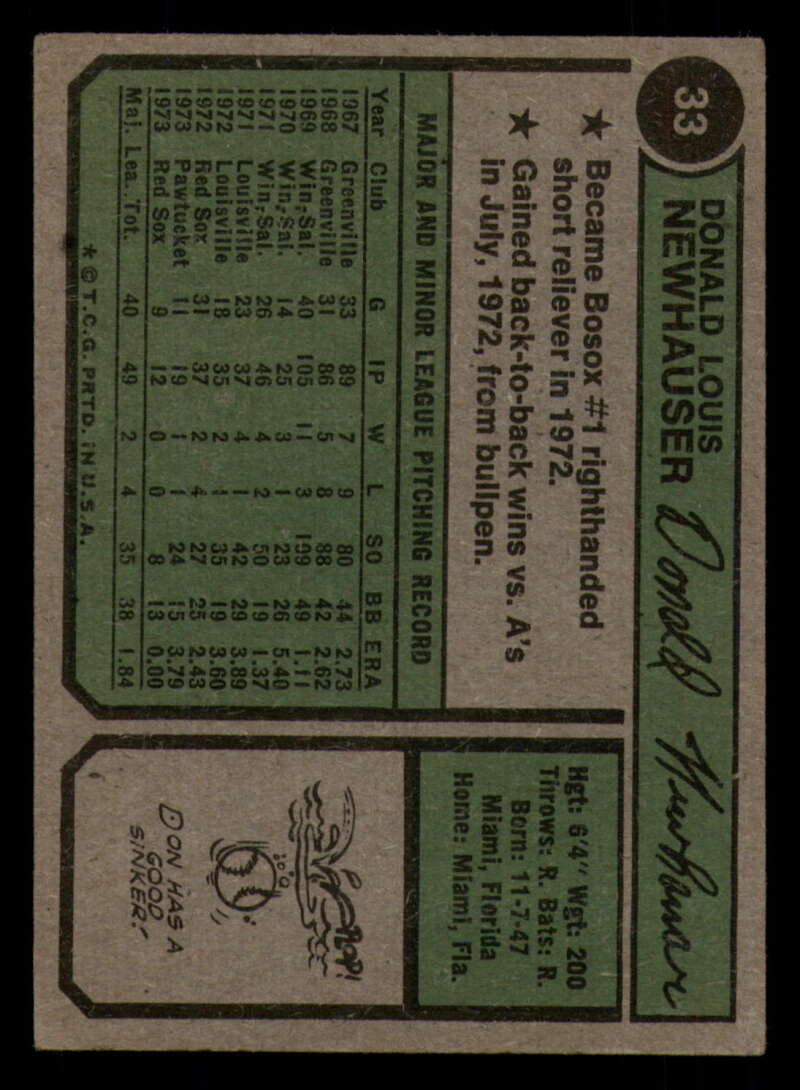 33
DONALD LOUIS
NEWHAUSER
Donald Newhauser
★ Became Bosox #1 righthanded
short reliever in 1972.
★ Gained back-to-back wins vs. A's
in July, 1972, from bullpen.
MAJOR AND MINOR LEAGUE PITCHING RECORD
Year Club G IP W L SO BB ERA
1967 Greenville 33 89 7 9 80 44 2.73
1968 Greenville 31 86 5 8 88 42 2.62
1969 Win.-Sal. 40 105 11 3 199 49 1.11
1970 Win.-Sal. 14 25 3 1 23 26 5.40
1971 Win.-Sal. 26 46 4 2 50 19 1.37
1971 Louisville 23 37 4 1 42 29 3.89
1972 Louisville 18 35 2 1 35 19 3.60
1972 Red Sox 31 37 2 4 27 25 2.43
1973 Pawtucket 11 19 1 1 24 15 3.79
1973 Red Sox 9 12 0 0 8 13 0.00
Maj. Lea. Tot. 40 49 2 4 35 38 1.84
* © T.C.G. PRTD. IN U.S.A.
Hgt: 6'4" Wgt: 200
Throws: R. Bats: R.
Born: 11-7-47
Miami, Florida
Home: Miami, Fla.
PLOP!
DON HAS A
GOOD
SINKER!